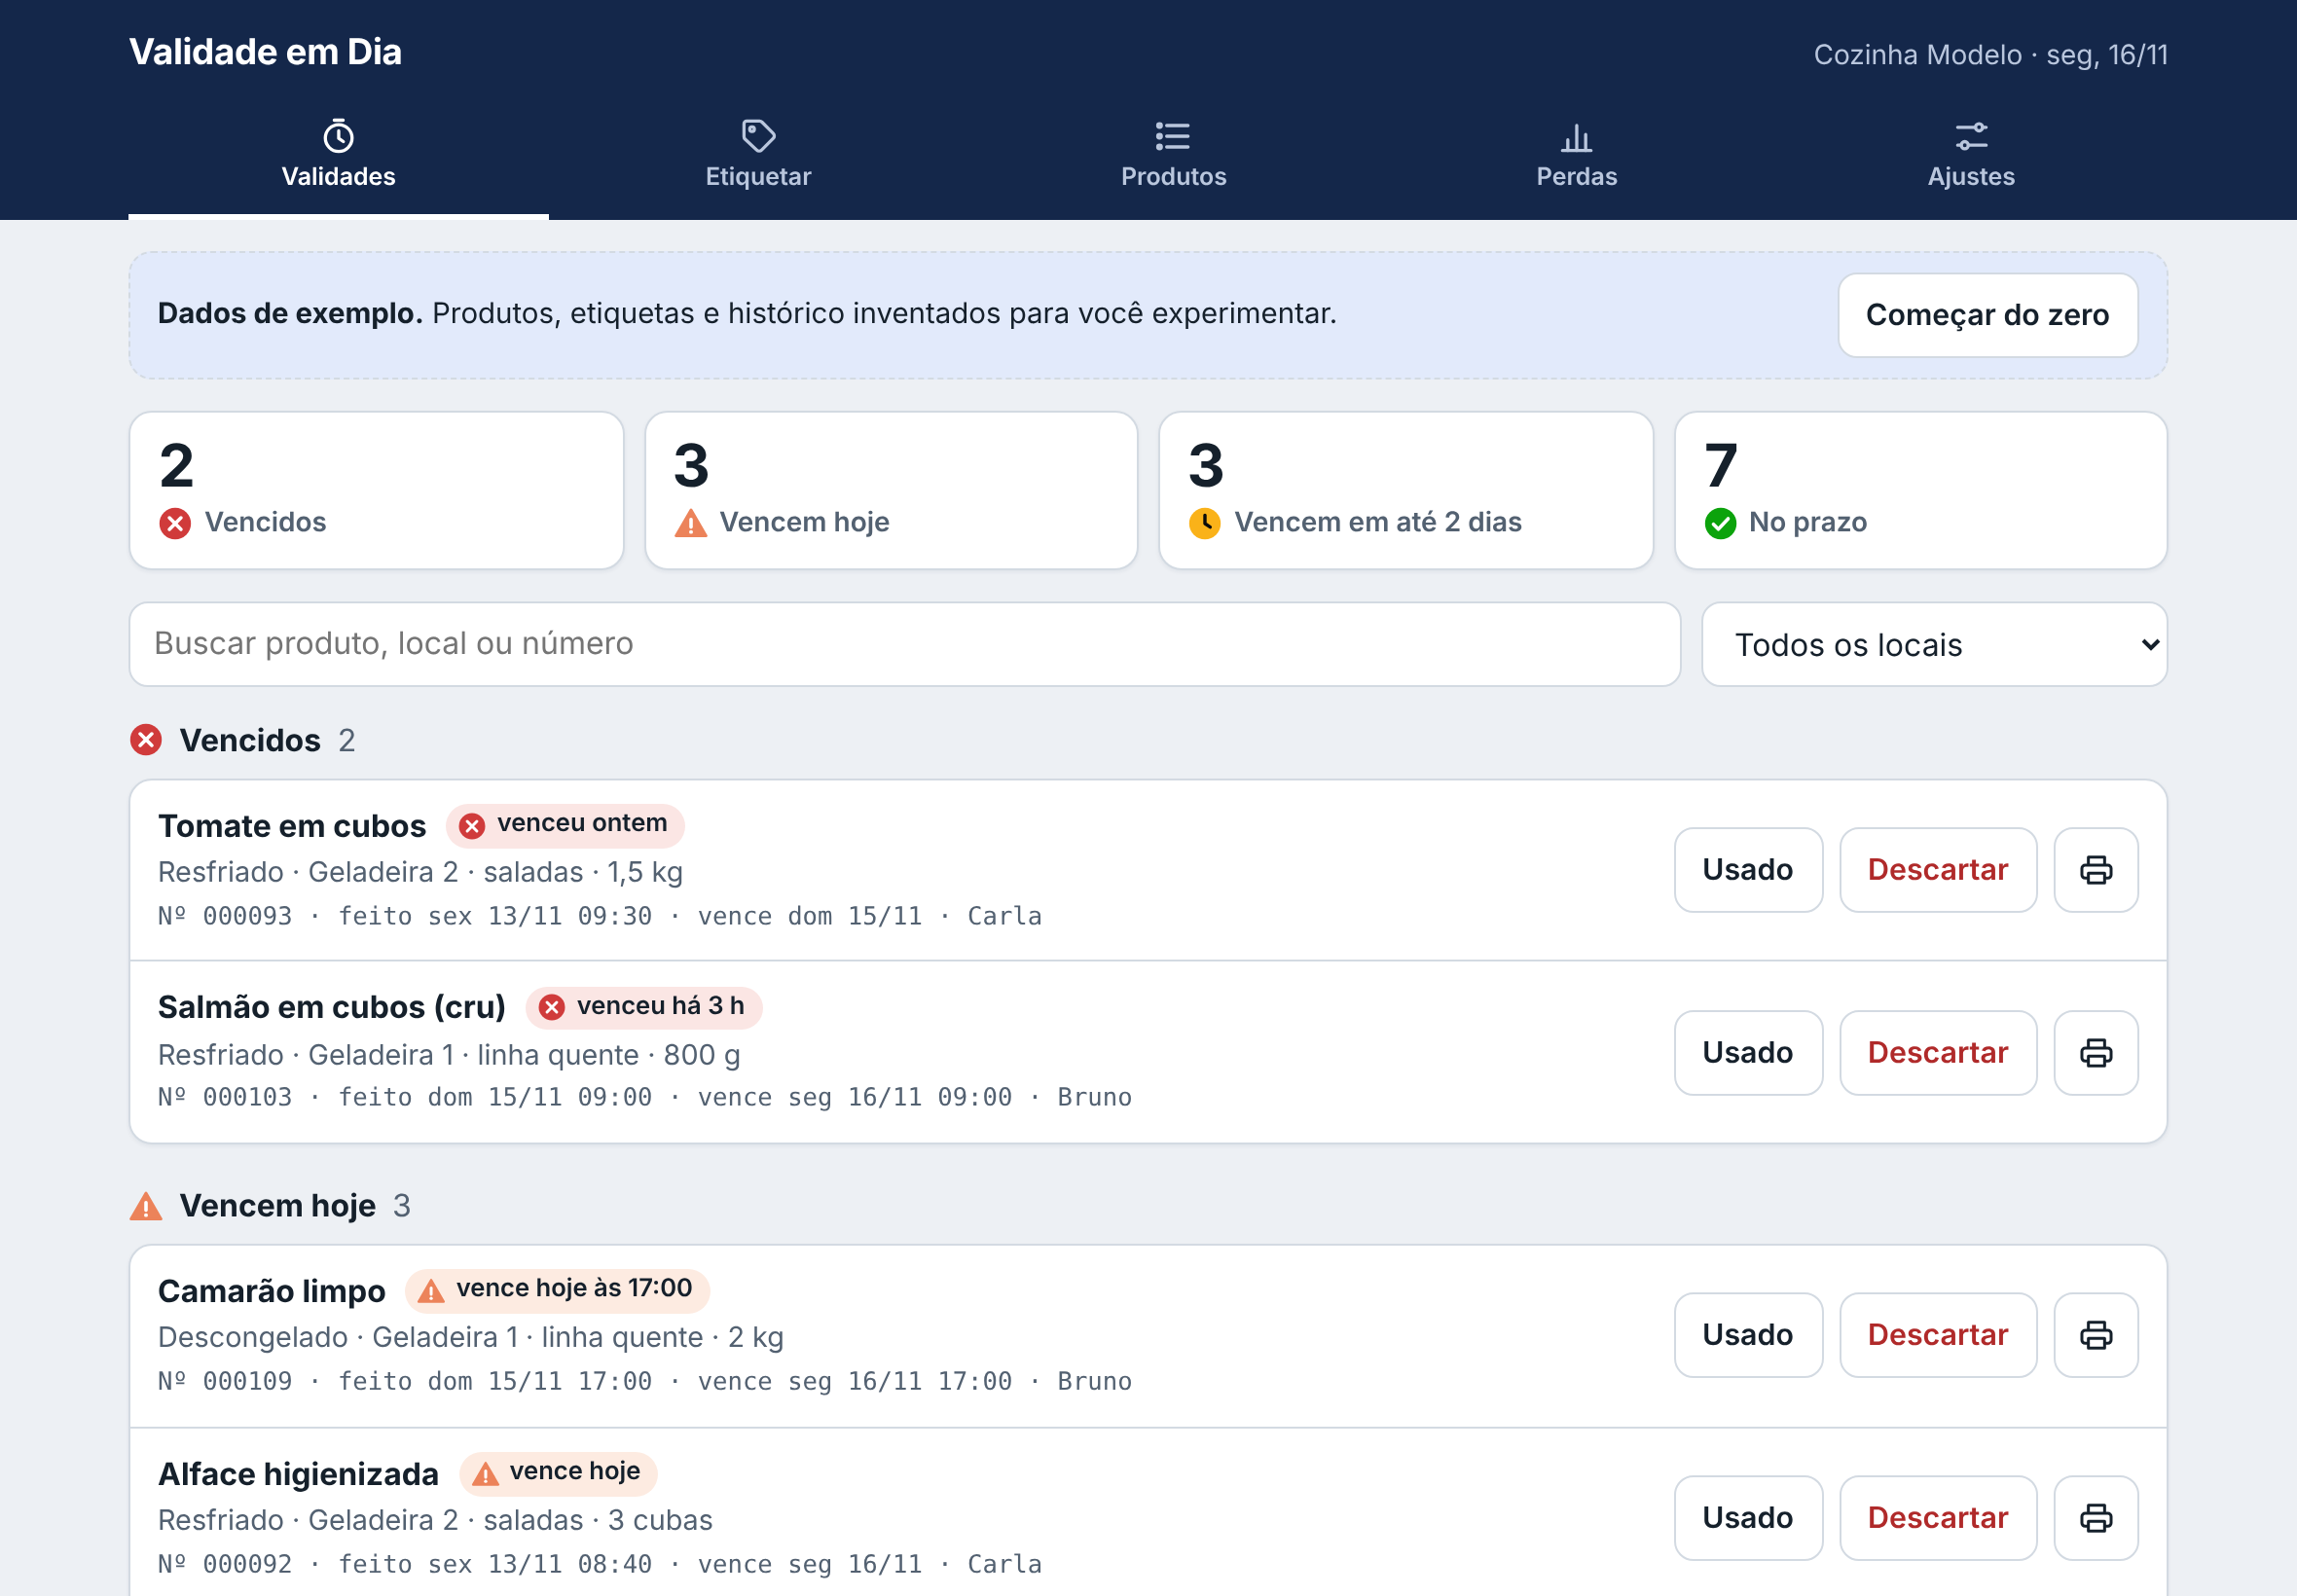 Validade em Dia
Cozinha Modelo · seg, 16/11
Validades
Etiquetar
Produtos
Perdas
Ajustes
Dados de exemplo. Produtos, etiquetas e histórico inventados para você experimentar.
Começar do zero
2
Vencidos
3
Vencem hoje
3
Vencem em até 2 dias
7
No prazo
Buscar produto, local ou número
Todos os locais
Vencidos 2
Tomate em cubos venceu ontem
Resfriado · Geladeira 2 · saladas · 1,5 kg
Nº 000093 · feito sex 13/11 09:30 · vence dom 15/11 · Carla
Usado
Descartar
Salmão em cubos (cru) venceu há 3 h
Resfriado · Geladeira 1 · linha quente · 800 g
Nº 000103 · feito dom 15/11 09:00 · vence seg 16/11 09:00 · Bruno
Usado
Descartar
Vencem hoje 3
Camarão limpo vence hoje às 17:00
Descongelado · Geladeira 1 · linha quente · 2 kg
Nº 000109 · feito dom 15/11 17:00 · vence seg 16/11 17:00 · Bruno
Usado
Descartar
Alface higienizada vence hoje
Resfriado · Geladeira 2 · saladas · 3 cubas
Nº 000092 · feito sex 13/11 08:40 · vence seg 16/11 · Carla
Usado
Descartar